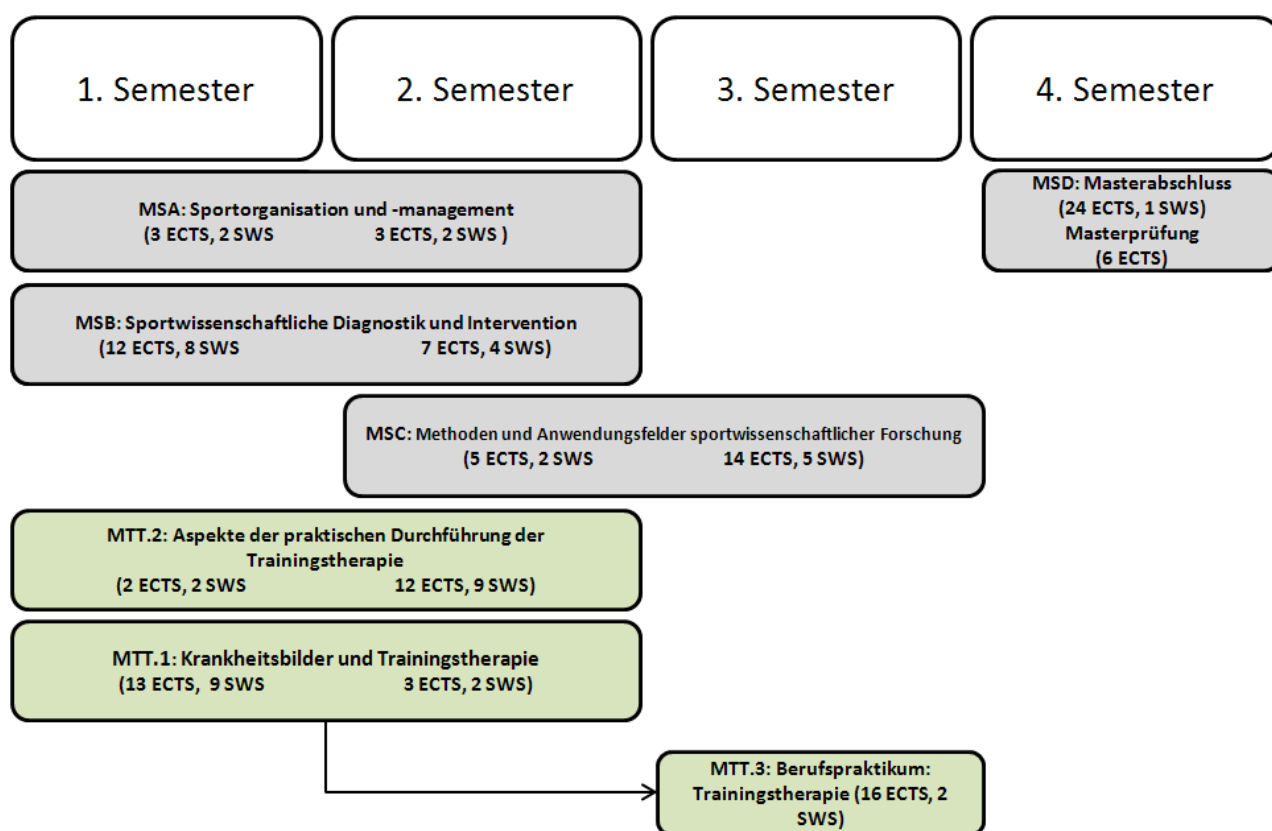 1. Semester
2. Semester
3. Semester
4. Semester
MSA: Sportorganisation und -management
(3 ECTS, 2 SWS 3 ECTS, 2 SWS )
MSD: Masterabschluss
(24 ECTS, 1 SWS)
Masterprüfung
(6 ECTS)
MSB: Sportwissenschaftliche Diagnostik und Intervention
(12 ECTS, 8 SWS 7 ECTS, 4 SWS)
MSC: Methoden und Anwendungsfelder sportwissenschaftlicher Forschung
(5 ECTS, 2 SWS 14 ECTS, 5 SWS)
MTT.2: Aspekte der praktischen Durchführung der
Trainingstherapie
(2 ECTS, 2 SWS 12 ECTS, 9 SWS)
MTT.1: Krankheitsbilder und Trainingstherapie
(13 ECTS, 9 SWS 3 ECTS, 2 SWS)
MTT.3: Berufspraktikum:
Trainingstherapie (16 ECTS, 2
SWS)